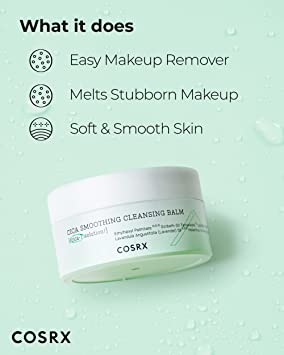 What it does
Easy Makeup Remover
Melts Stubborn Makeup
Soft & Smooth Skin
CICA SMOOTHING CLEANSING BALM
COSRX
COSRX